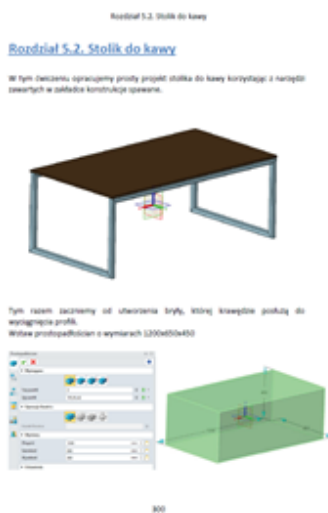 Rozdział 5.2. Stolik do kawy
Rozdział 5.2. Stolik do kawy
W tym ćwiczeniu opracujemy prosty projekt stolika do kawy korzystając z narzędzi
zawartych w zakładce konstrukcje spawane.
Tym razem zaczniemy od utworzenia bryły, której krawędzie posłużą do
wyciągnięcia profili.
Wstaw prostopadłościan o wymiarach 1200x650x450
300